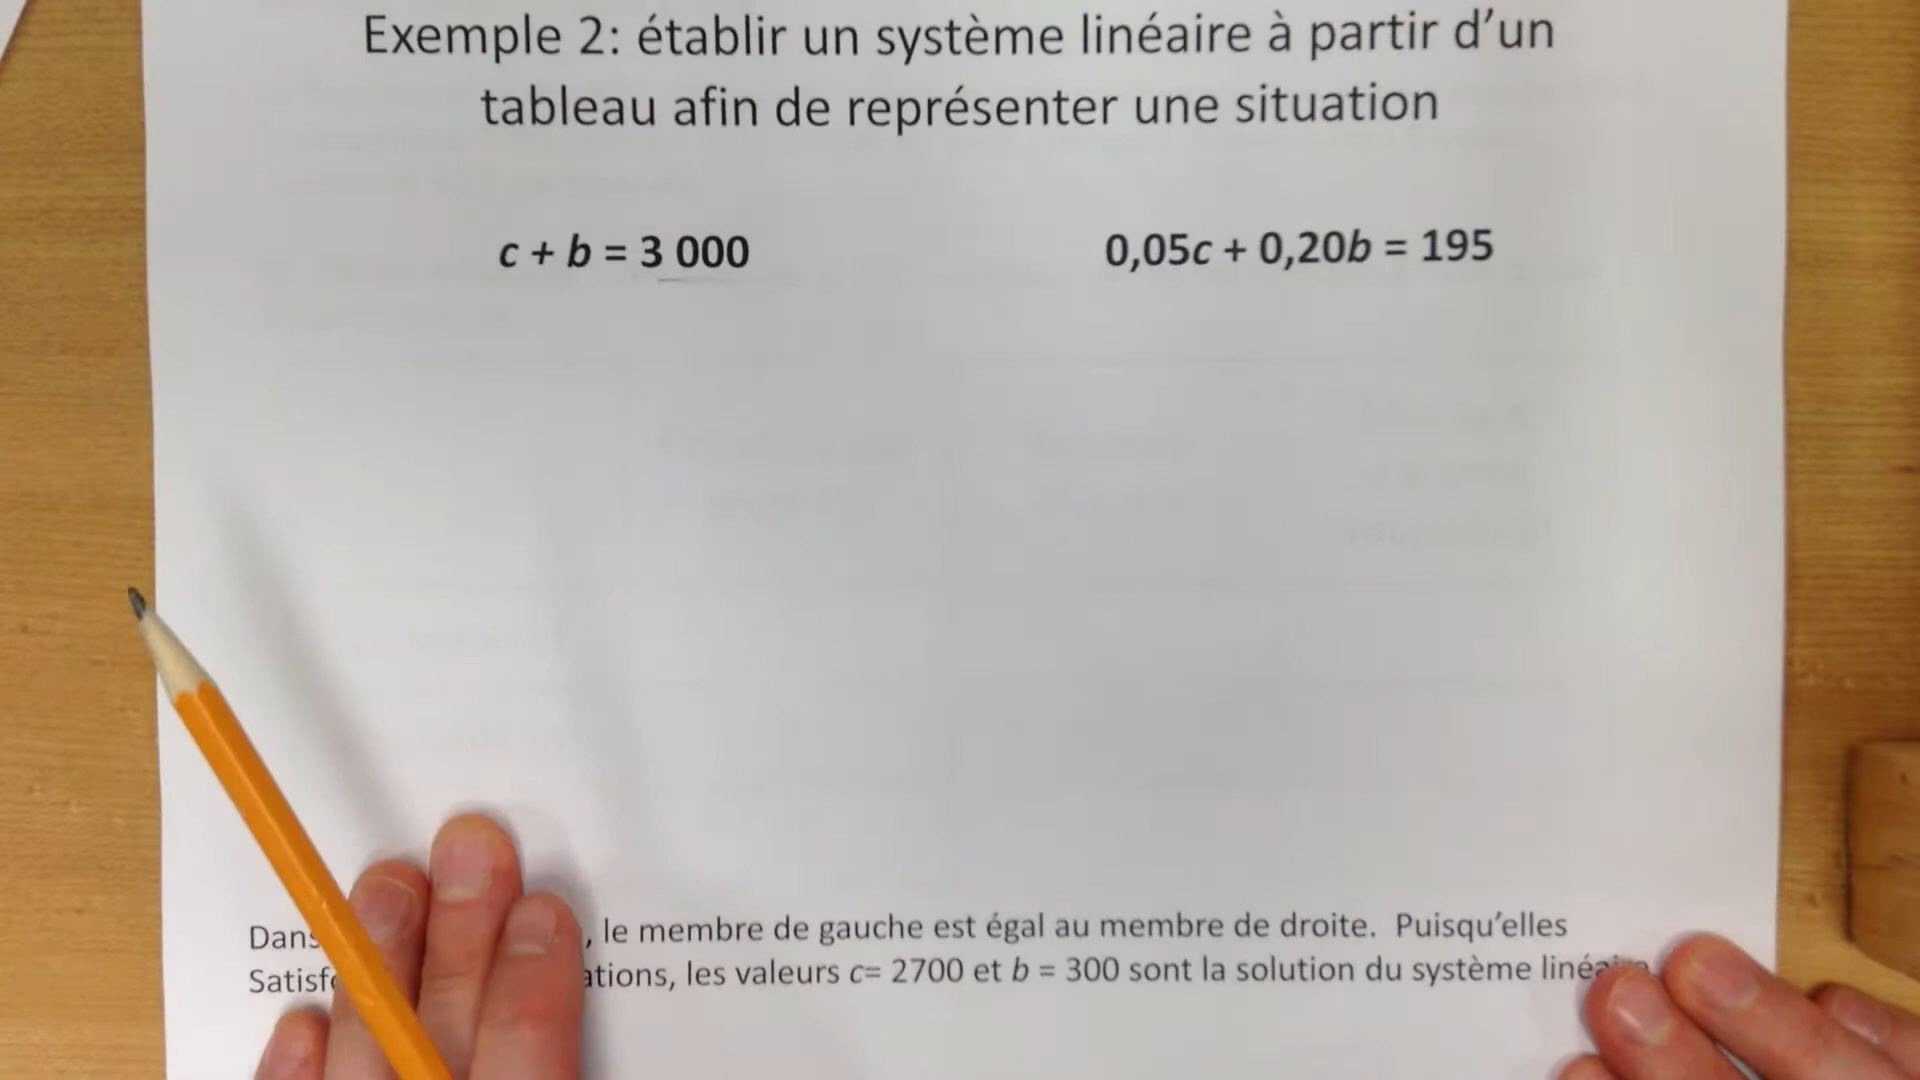 Exemple 2: établir un système linéaire à partir d'un
tableau afin de représenter une situation
c + b = 3 000
0,05c + 0,20b = 195
Dans , le membre de gauche est égal au membre de droite. Puisqu'elles
les valeurs c= 2700 et b = 300 sont la solution du système